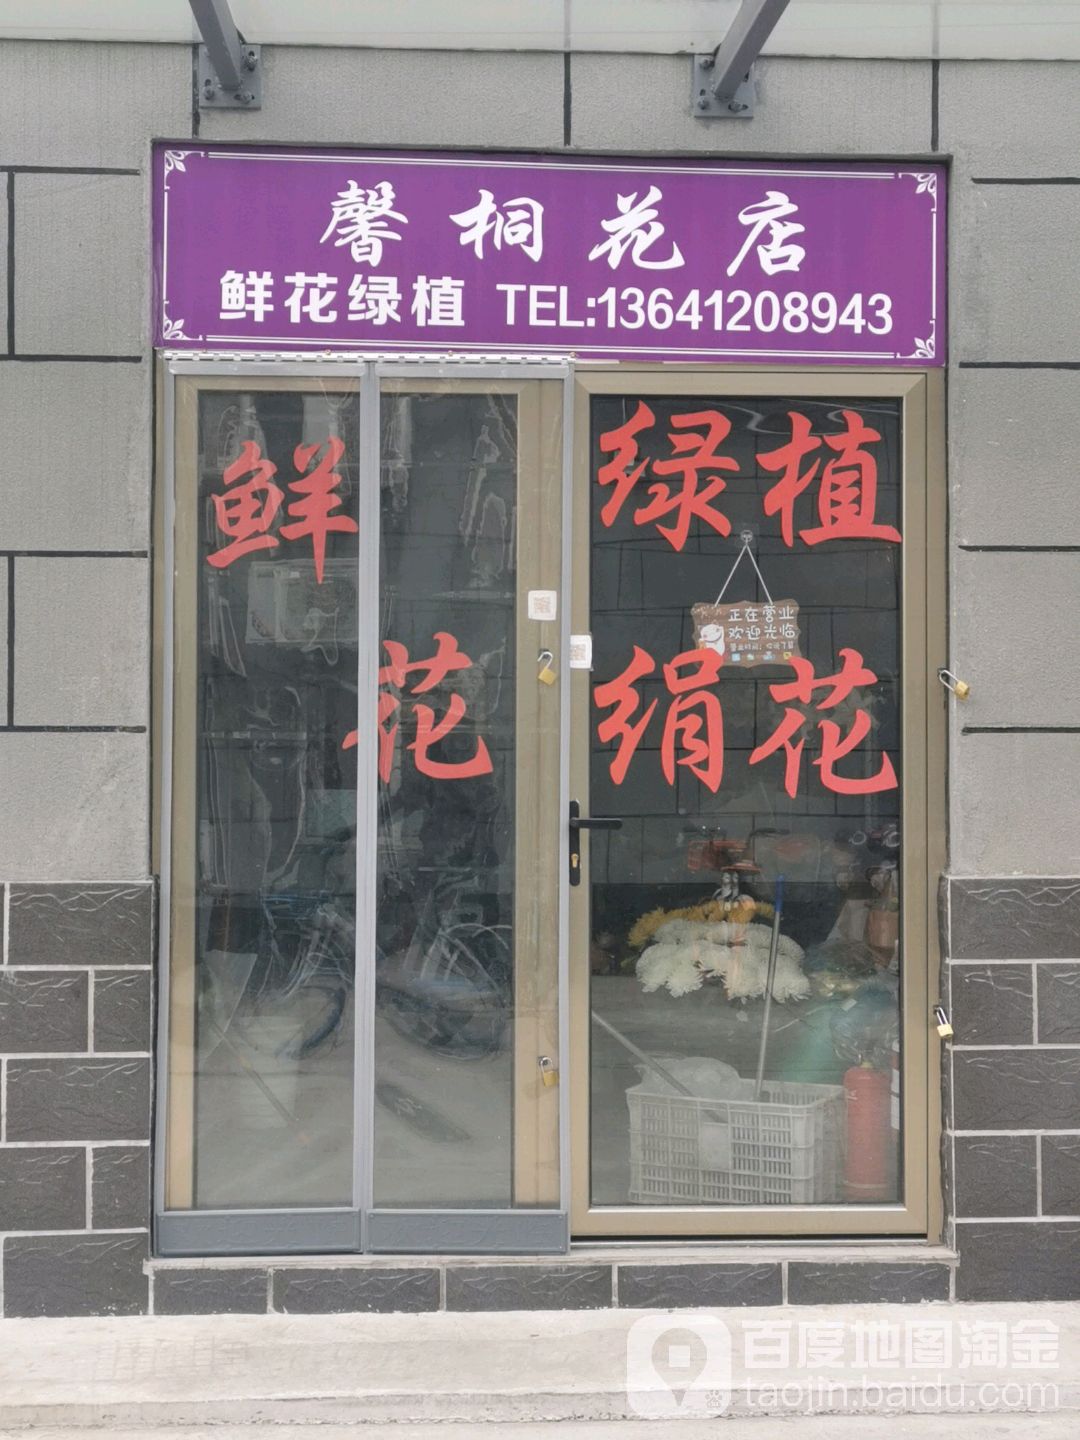 馨桐花店
鲜花绿植 TEL:13641208943
鲜花
绿植
绢花
正在营业
欢迎光临
百度地图淘金
taojin.baidu.com